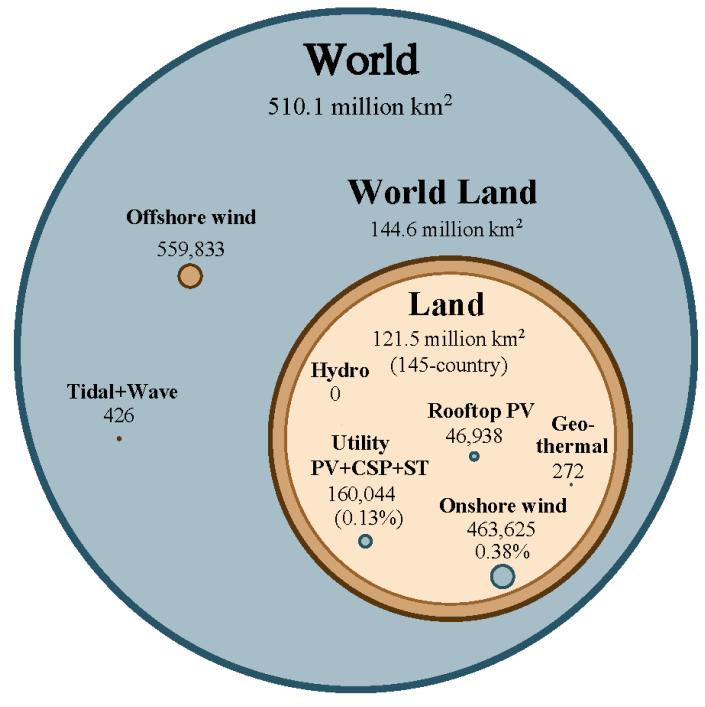 World
510.1 million km²
World Land
144.6 million km²
Offshore wind
559,833
Land
121.5 million km²
(145-country)
Hydro
0
Tidal+Wave
426
Rooftop PV
46,938
Geo-
thermal
272
Utility
PV+CSP+ST
160,044
(0.13%)
Onshore wind
463,625
0.38%